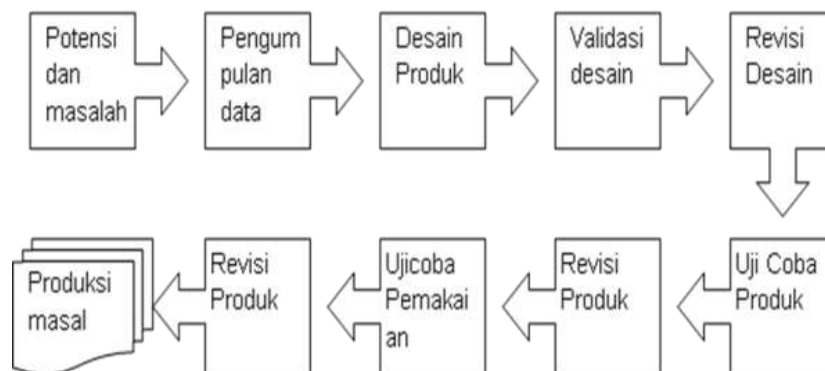 Potensi
dan
masalah
Pengum
pulan
data
Desain
Produk
Validasi
desain
Revisi
Desain
Uji Coba
Produk
Revisi
Produk
Ujicoba
Pemakai
an
Revisi
Produk
Produksi
masal